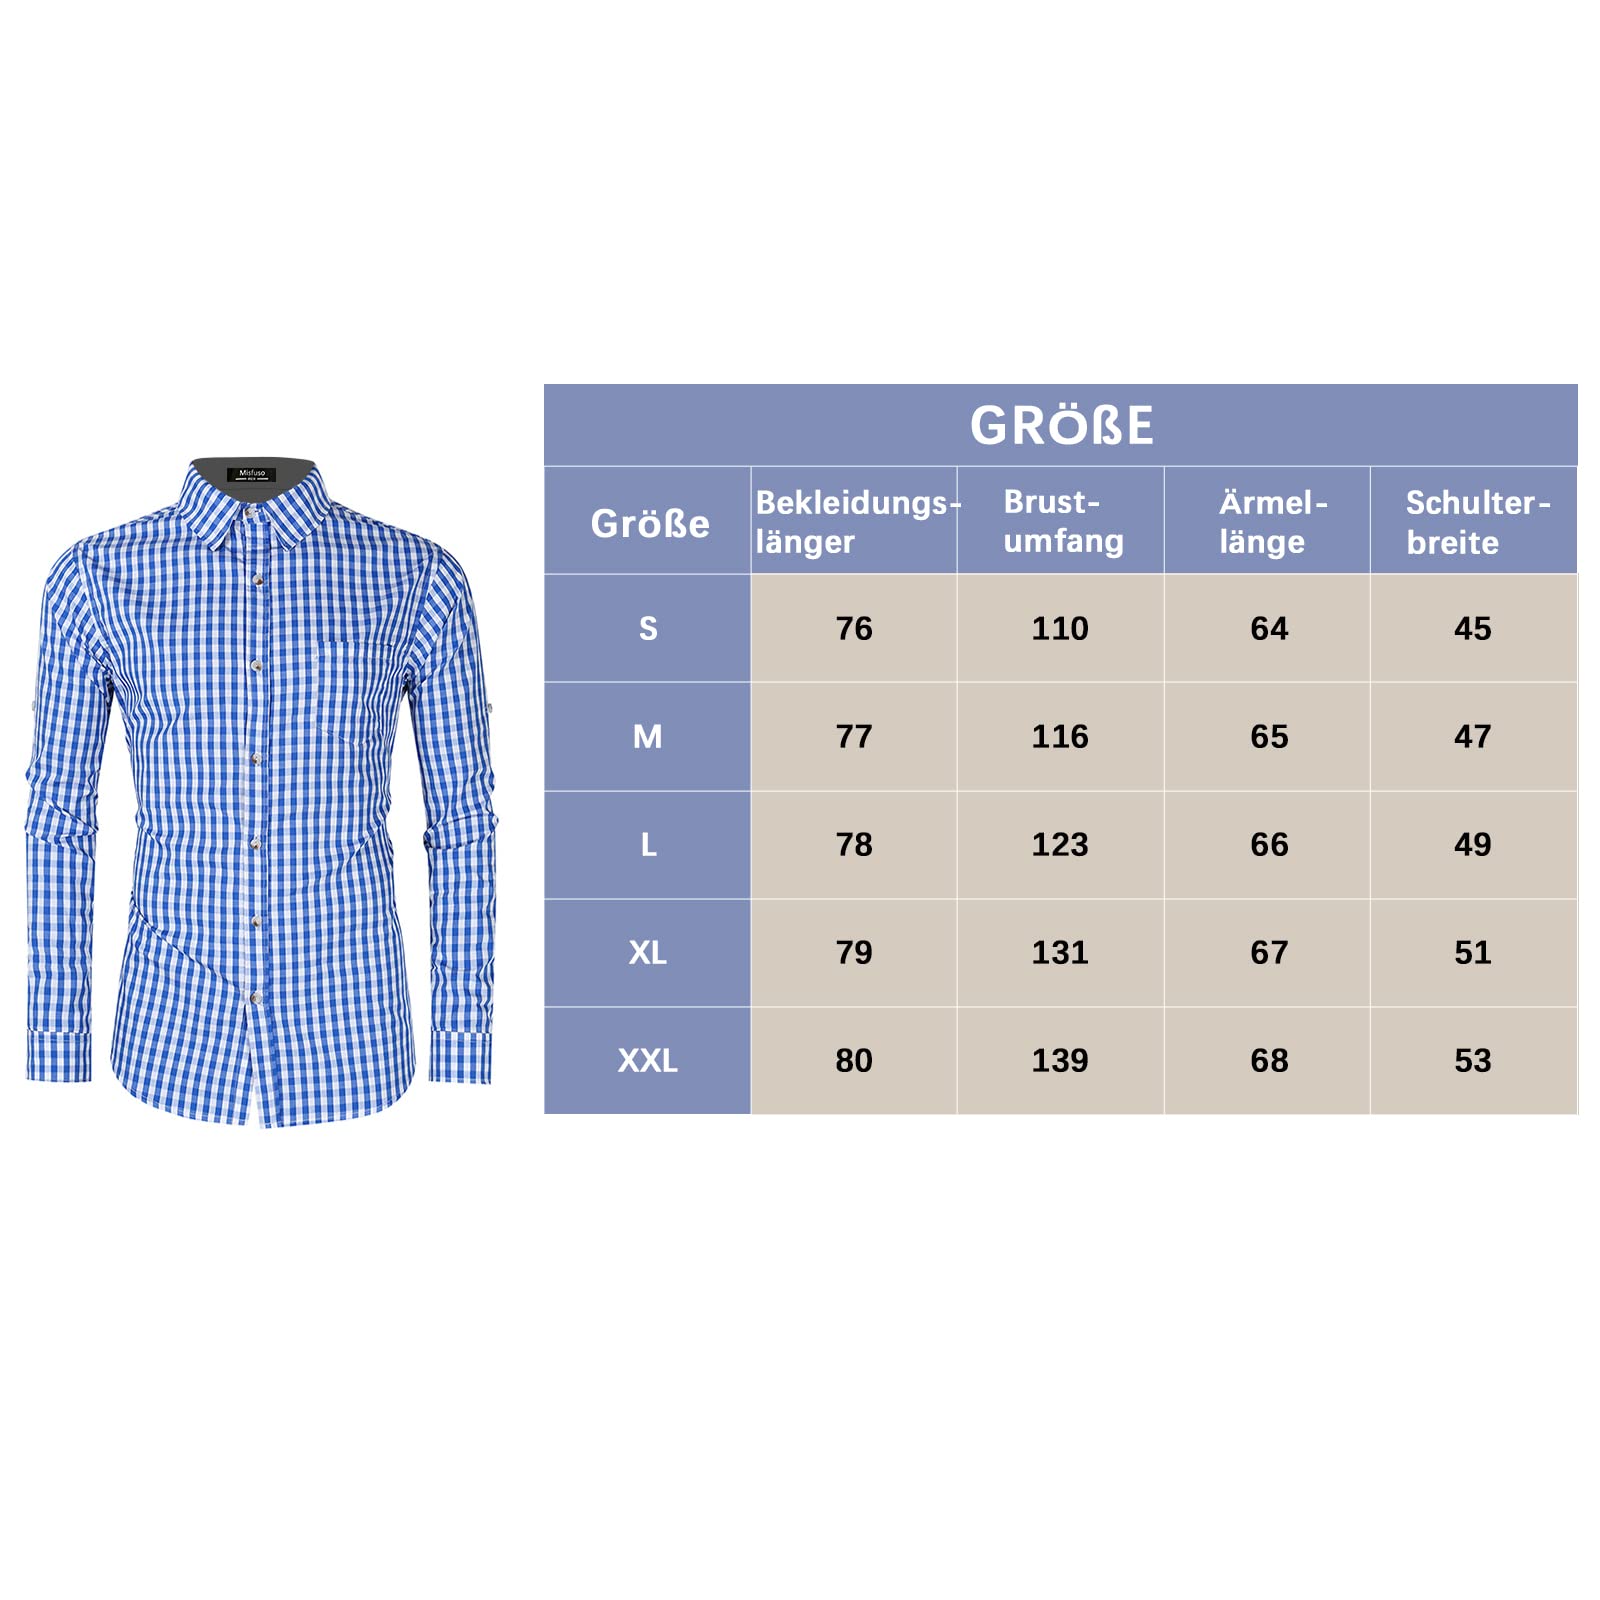 Misfuso
GRÖßE
Größe Bekleidungs- Brust- Ärmel- Schulter-
länger umfang länge breite
S 76 110 64 45
M 77 116 65 47
L 78 123 66 49
XL 79 131 67 51
XXL 80 139 68 53